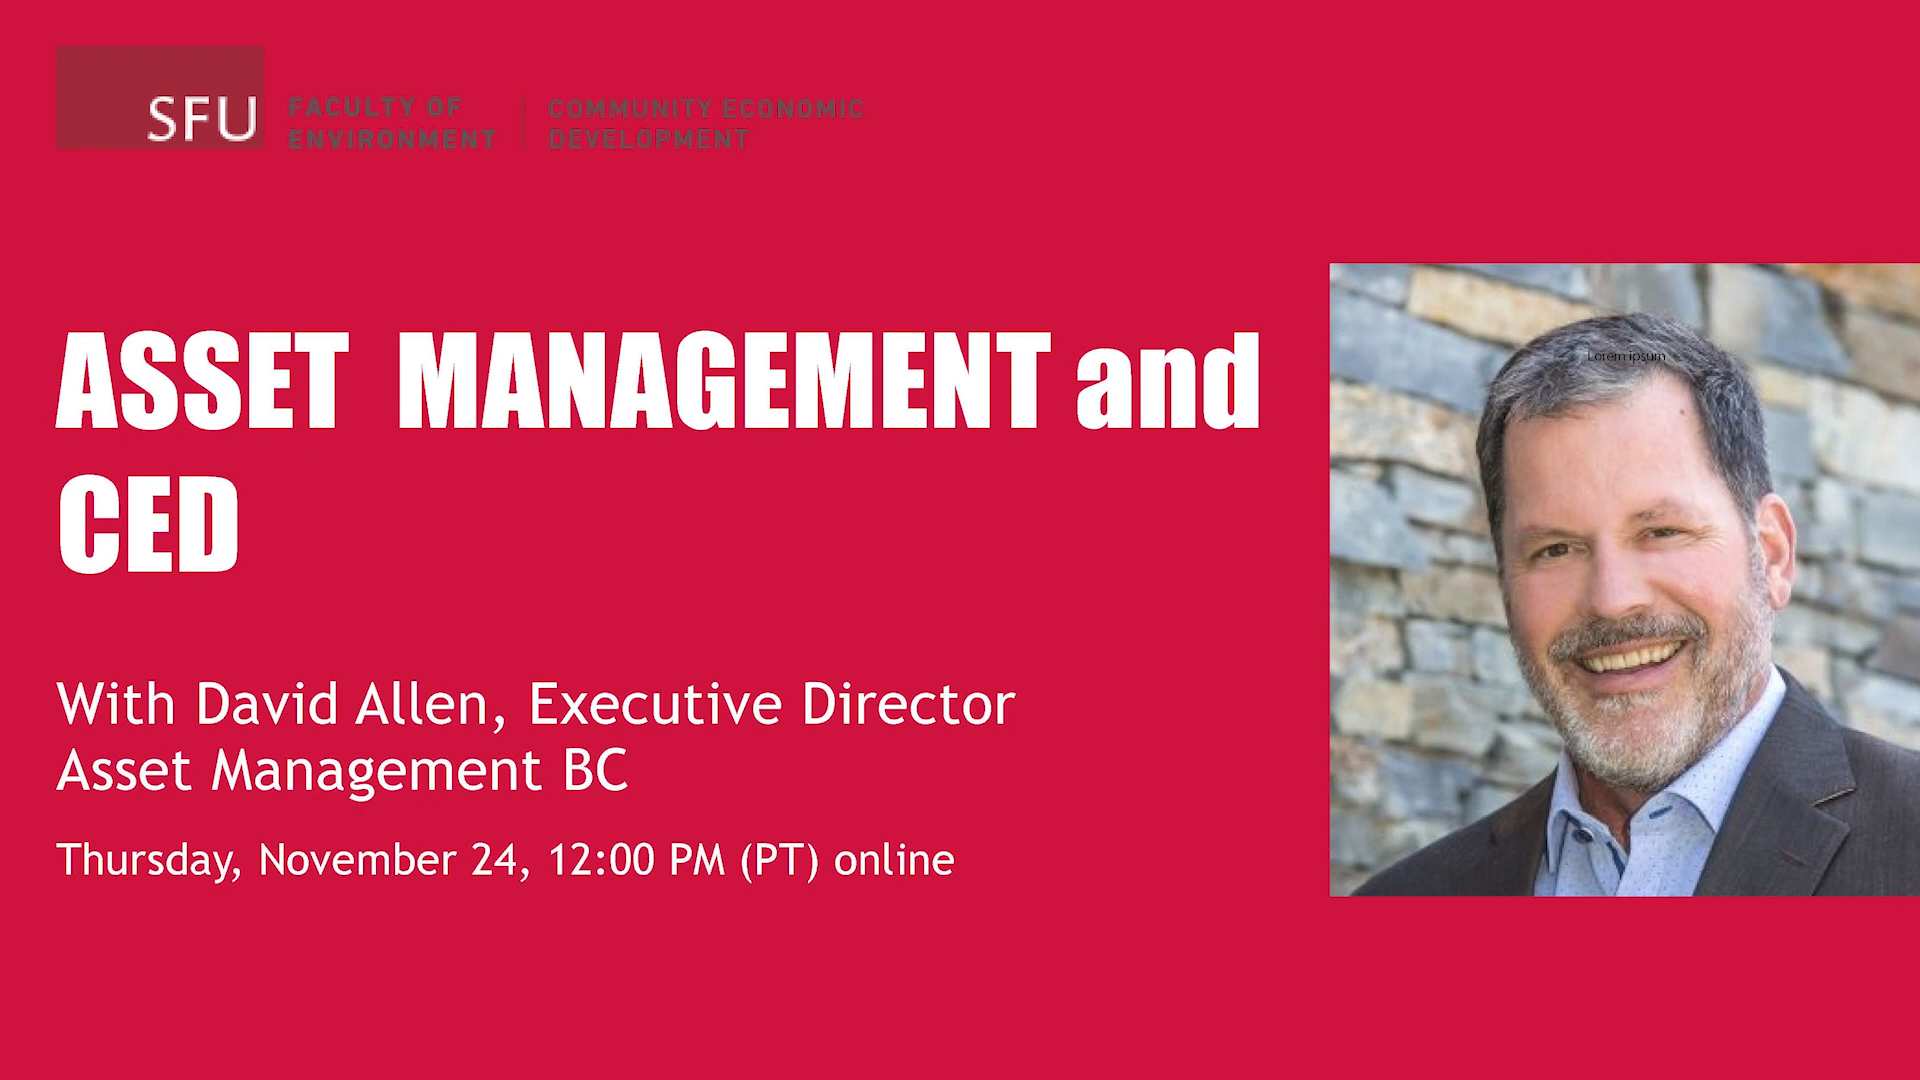 SFU
FACULTY OF
ENVIRONMENT
COMMUNITY ECONOMIC
DEVELOPMENT
ASSET MANAGEMENT and
CED
With David Allen, Executive Director
Asset Management BC
Thursday, November 24, 12:00 PM (PT) online
Lorem ipsum